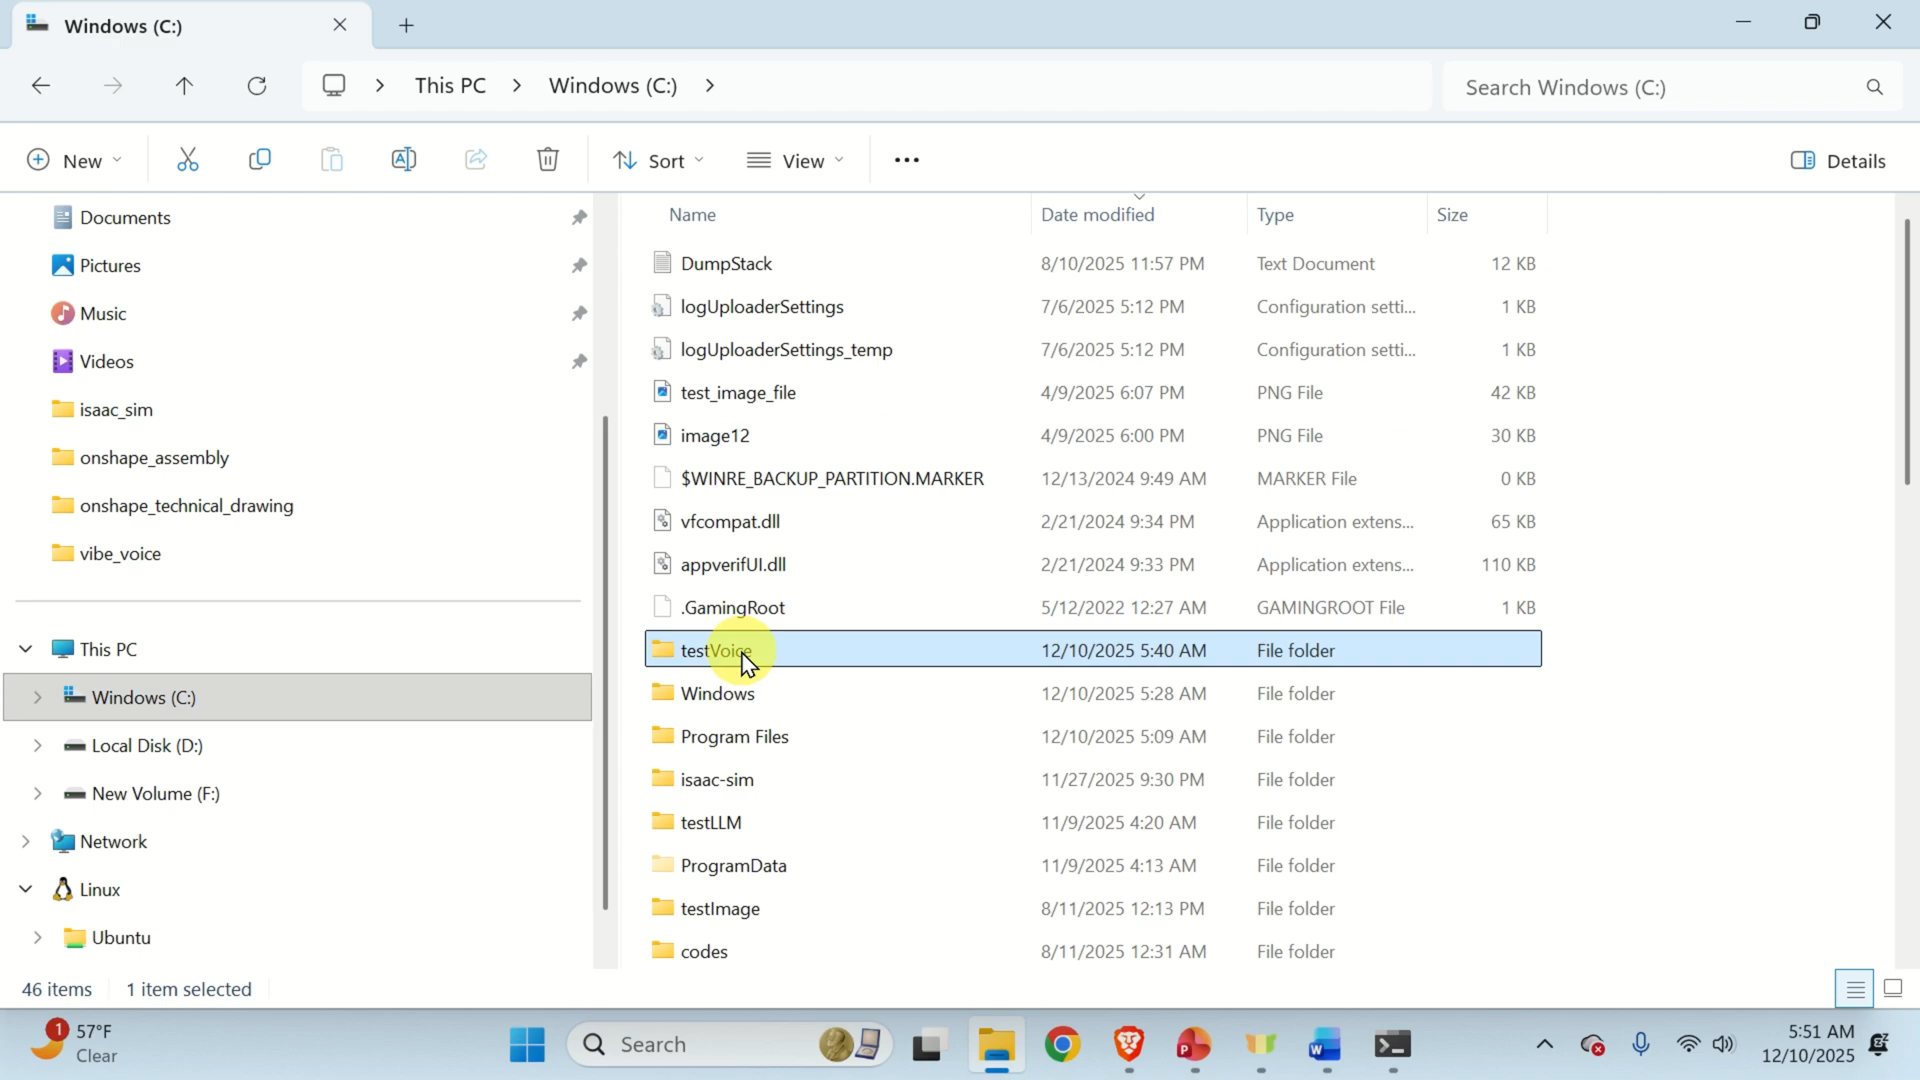 Windows (C:)
This PC
Windows (C:)
Search Windows (C:)
New
Sort
View
Details
Documents
Pictures
Music
Videos
isaac_sim
onshape_assembly
onshape_technical_drawing
vibe_voice
This PC
Windows (C:)
Local Disk (D:)
New Volume (F:)
Network
Linux
Ubuntu
Name Date modified Type Size
DumpStack 8/10/2025 11:57 PM Text Document 12 KB
logUploaderSettings 7/6/2025 5:12 PM Configuration setti... 1 KB
logUploaderSettings_temp 7/6/2025 5:12 PM Configuration setti... 1 KB
test_image_file 4/9/2025 6:07 PM PNG File 42 KB
image12 4/9/2025 6:00 PM PNG File 30 KB
$WINRE_BACKUP_PARTITION.MARKER 12/13/2024 9:49 AM MARKER File 0 KB
vfcompat.dll 2/21/2024 9:34 PM Application extens... 65 KB
appverifUI.dll 2/21/2024 9:33 PM Application extens... 110 KB
.GamingRoot 5/12/2022 12:27 AM GAMINGROOT File 1 KB
testVoice 12/10/2025 5:40 AM File folder
Windows 12/10/2025 5:28 AM File folder
Program Files 12/10/2025 5:09 AM File folder
isaac-sim 11/27/2025 9:30 PM File folder
testLLM 11/9/2025 4:20 AM File folder
ProgramData 11/9/2025 4:13 AM File folder
testImage 8/11/2025 12:13 PM File folder
codes 8/11/2025 12:31 AM File folder
46 items 1 item selected
1
57°F
Clear
Search
P
W
5:51 AM
12/10/2025